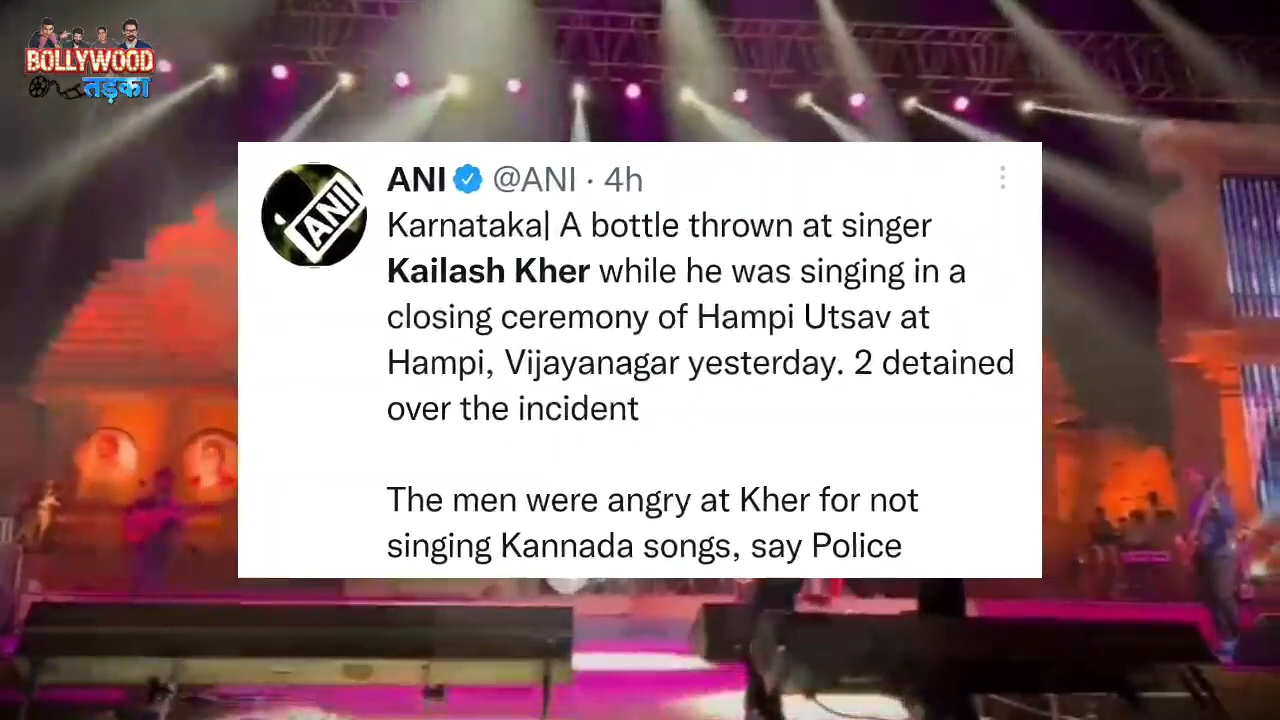 BOLLYWOOD
तड़का
ANI @ANI · 4h
Karnataka| A bottle thrown at singer
Kailash Kher while he was singing in a
closing ceremony of Hampi Utsav at
Hampi, Vijayanagar yesterday. 2 detained
over the incident
The men were angry at Kher for not
singing Kannada songs, say Police
ANI